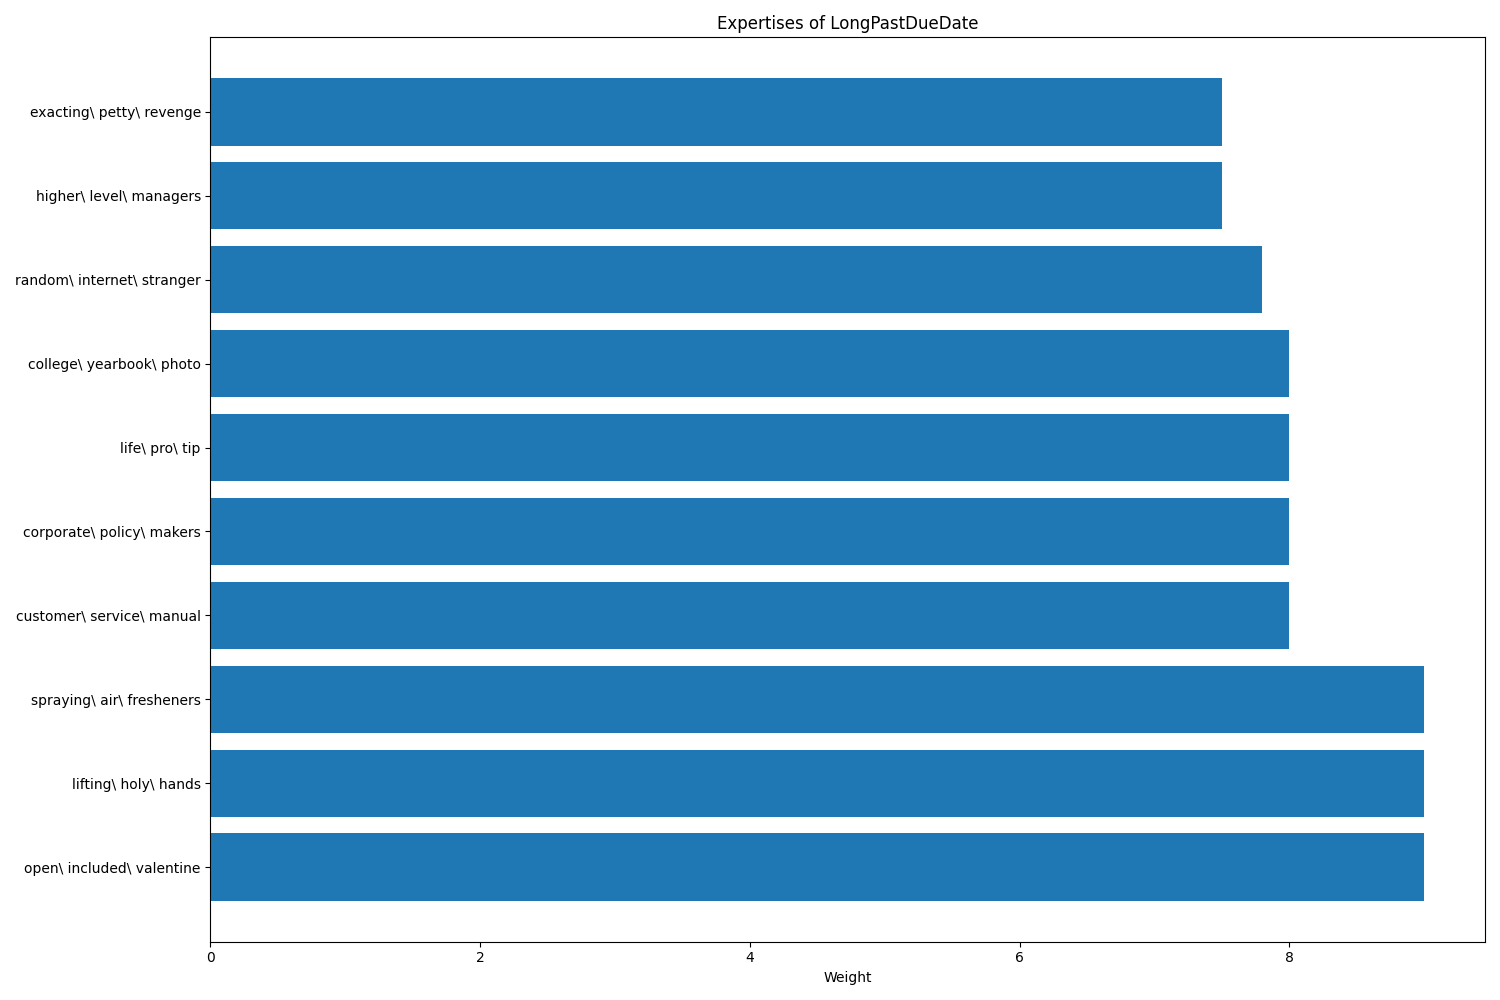 Expertises of LongPastDueDate
exacting\ petty\ revenge
higher\ level\ managers
random\ internet\ stranger
college\ yearbook\ photo
life\ pro\ tip
corporate\ policy\ makers
customer\ service\ manual
spraying\ air\ fresheners
lifting\ holy\ hands
open\ included\ valentine
0 2 4 6 8
Weight